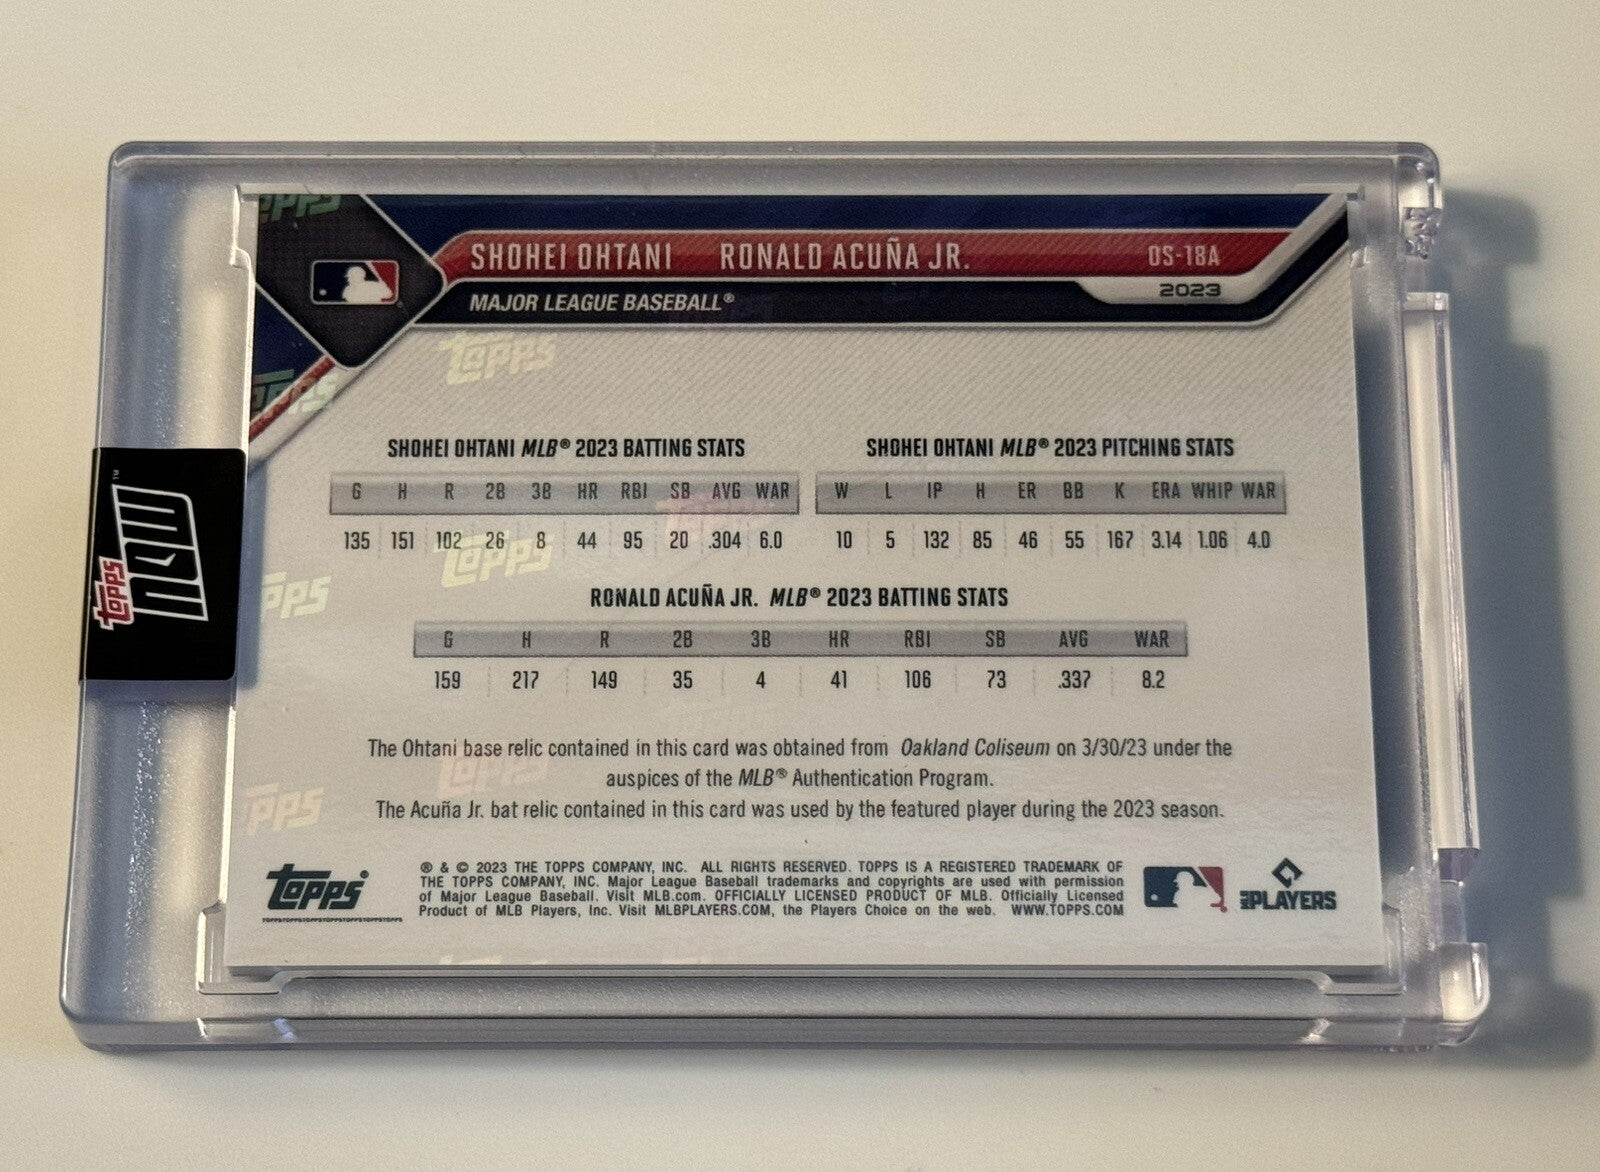 SHOHEI OHTANI RONALD ACUÑA JR. OS-18A
MAJOR LEAGUE BASEBALL® 2023
topps NOW™
SHOHEI OHTANI MLB® 2023 BATTING STATS
G H R 2B 3B HR RBI SB AVG WAR
135 151 102 26 8 44 95 20 .304 6.0
SHOHEI OHTANI MLB® 2023 PITCHING STATS
W L IP H ER BB K ERA WHIP WAR
10 5 132 85 46 55 167 3.14 1.06 4.0
RONALD ACUÑA JR. MLB® 2023 BATTING STATS
G H R 2B 3B HR RBI SB AVG WAR
159 217 149 35 4 41 106 73 .337 8.2
The Ohtani base relic contained in this card was obtained from Oakland Coliseum on 3/30/23 under the
auspices of the MLB® Authentication Program.
The Acuña Jr. bat relic contained in this card was used by the featured player during the 2023 season.
topps
® & © 2023 THE TOPPS COMPANY, INC. ALL RIGHTS RESERVED. TOPPS IS A REGISTERED TRADEMARK OF
THE TOPPS COMPANY, INC. Major League Baseball trademarks and copyrights are used with permission
of Major League Baseball. Visit MLB.com. OFFICIALLY LICENSED PRODUCT OF MLB. Officially Licensed
Product of MLB Players, Inc. Visit MLBPLAYERS.COM, the Players Choice on the web. WWW.TOPPS.COM
MLB PLAYERS